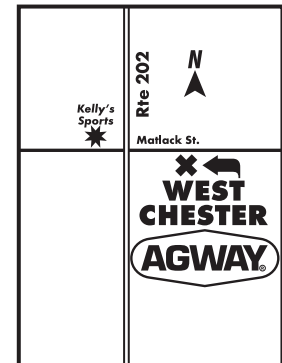 Rte 202
N
Kelly's
Sports
Matlack St.
WEST
CHESTER
AGWAY®